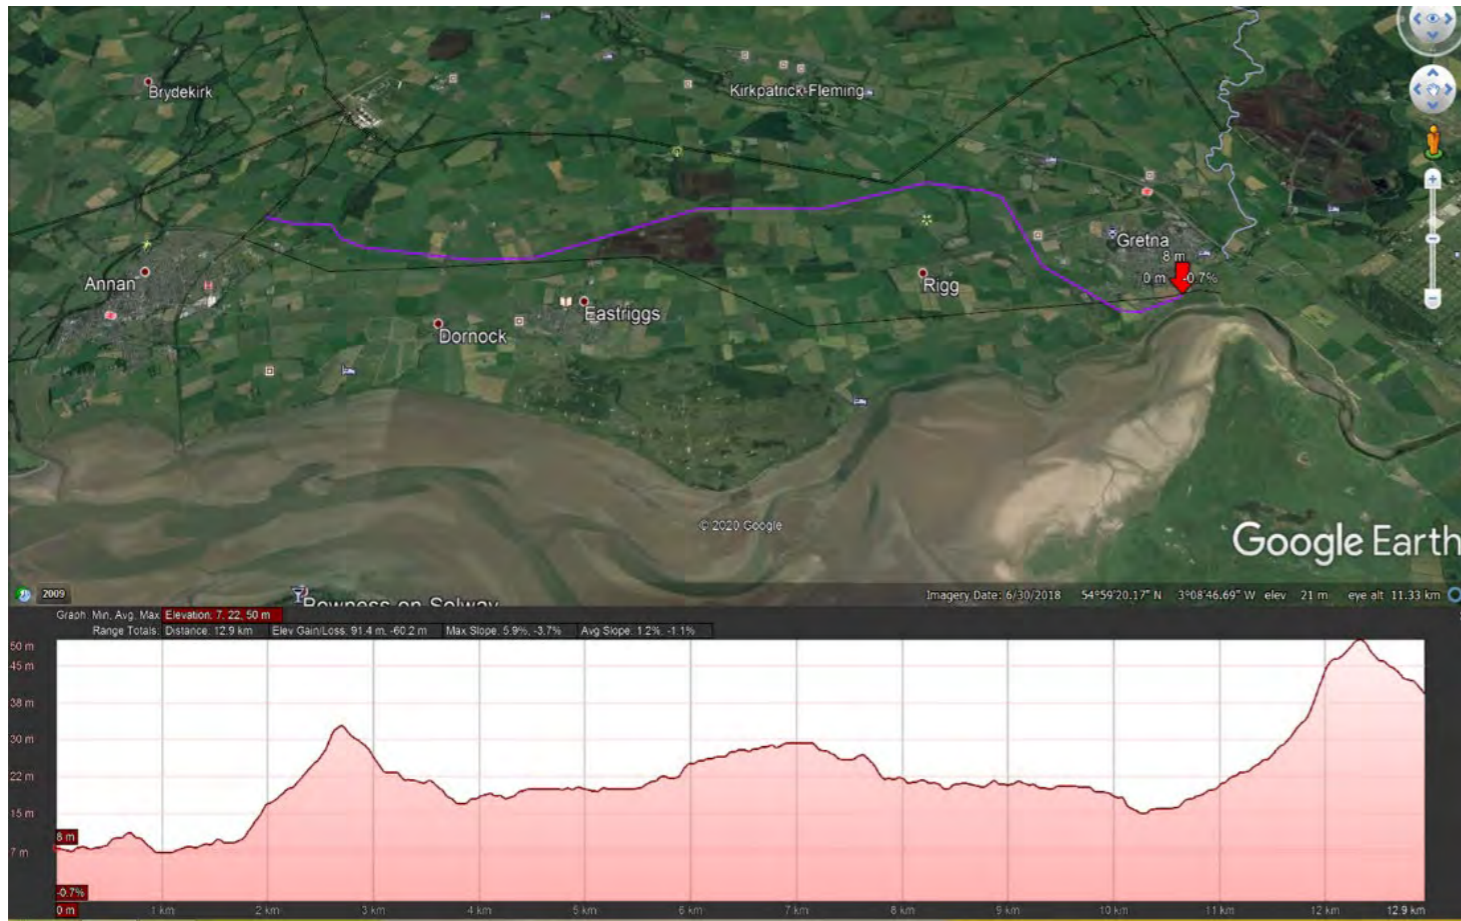 Brydekirk
Kirkpatrick-Fleming
Gretna
8 m
0 m -0.7%
Annan
Rigg
Eastriggs
Dornock
© 2020 Google
Google Earth
2009
Bowness-on-Solway
Imagery Date: 6/30/2018 54°59'20.17" N 3°08'46.69" W elev 21 m eye alt 11.33 km
Graph: Min, Avg, Max Elevation: 7, 22, 50 m
Range Totals: Distance: 12.9 km Elev Gain/Loss: 91.4 m, -60.2 m Max Slope: 5.9%, -3.7% Avg Slope: 1.2%, -1.1%
50 m
45 m
38 m
30 m
22 m
15 m
8 m
7 m
-0.7%
0 m 1 km 2 km 3 km 4 km 5 km 6 km 7 km 8 km 9 km 10 km 11 km 12 km 12.9 km